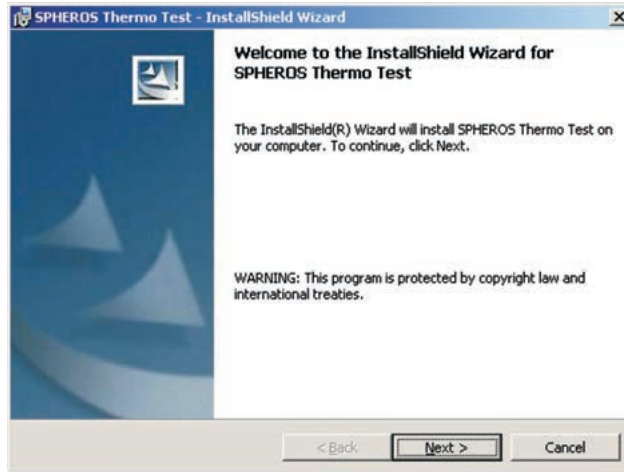 SPHEROS Thermo Test - InstallShield Wizard
Welcome to the InstallShield Wizard for
SPHEROS Thermo Test
The InstallShield(R) Wizard will install SPHEROS Thermo Test on
your computer. To continue, click Next.
WARNING: This program is protected by copyright law and
international treaties.
< Back
Next >
Cancel